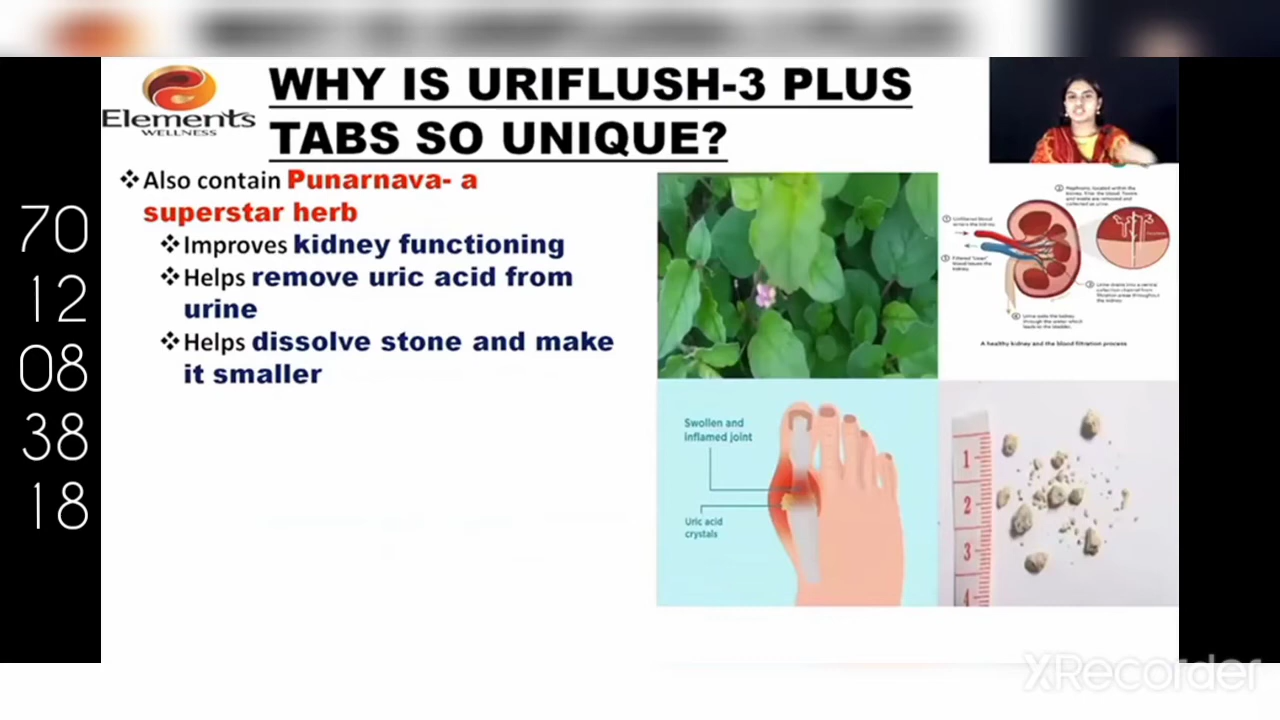 Elements
WELLNESS
WHY IS URIFLUSH-3 PLUS
TABS SO UNIQUE?
❖Also contain Punarnava- a
superstar herb
❖Improves kidney functioning
❖Helps remove uric acid from
urine
❖Helps dissolve stone and make
it smaller
70
12
08
38
18
A healthy kidney and the blood filtration process
Swollen and
inflamed joint
Uric acid
crystals
1
2
3
4
XRecorder